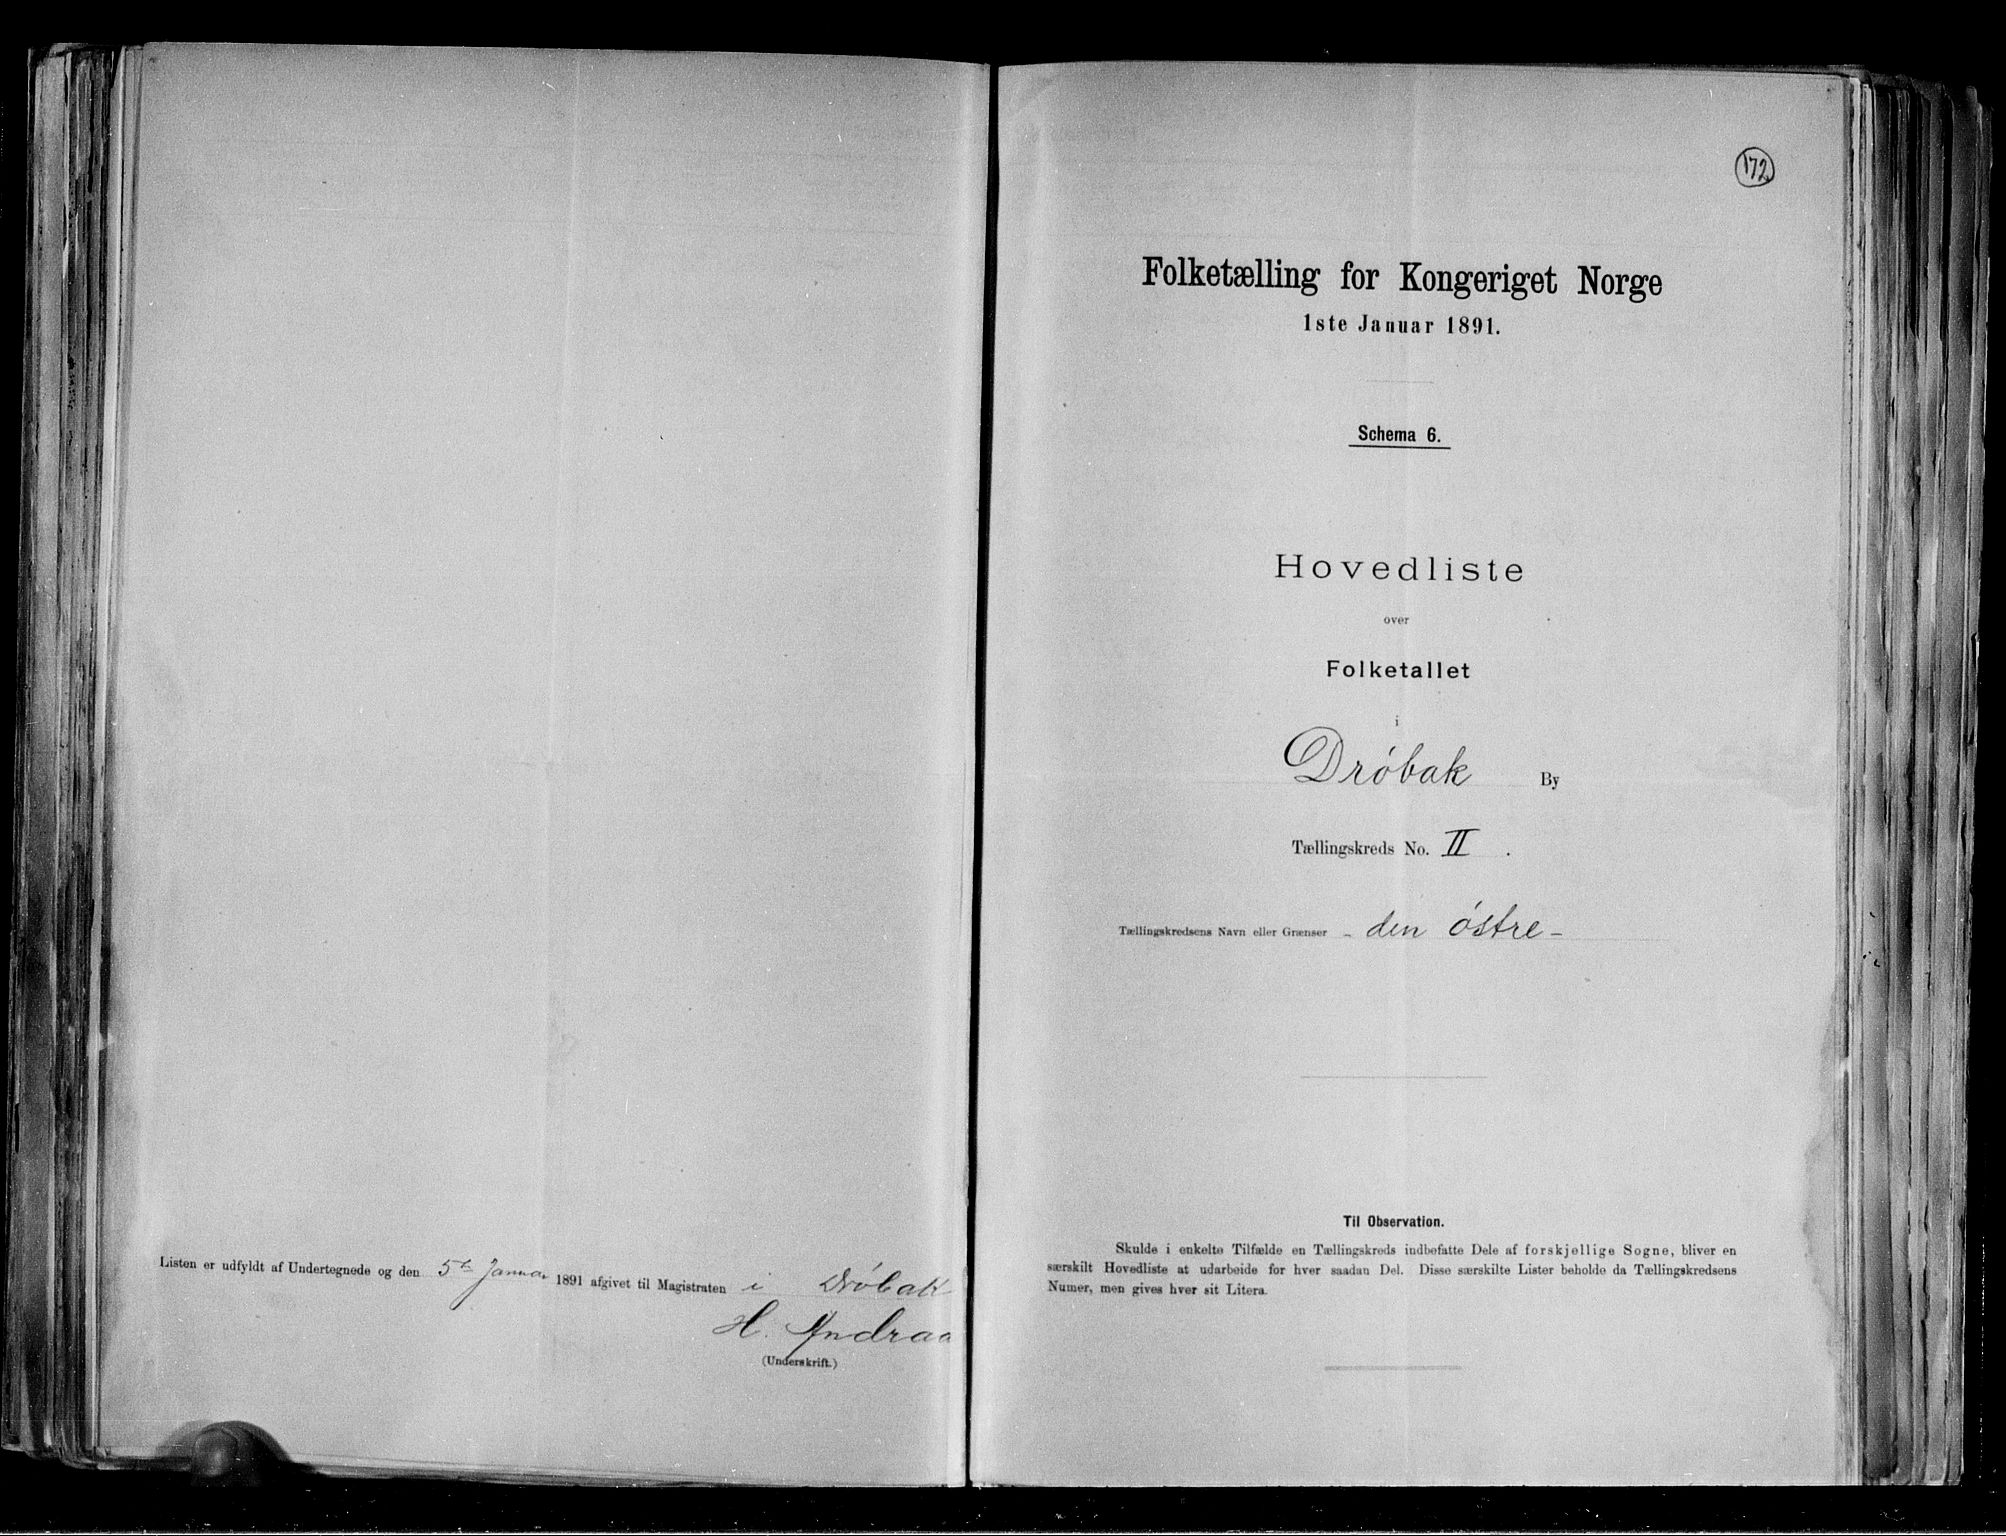 Listen er udfyldt af Undertegnede og den 5te Januar 1891 afgivet til Magistraten i Drøbak
H. Yndraa
(Underskrift.)
172
Folketælling for Kongeriget Norge
1ste Januar 1891.
Schema 6.
Hovedliste
over
Folketallet
i
Drøbak By
Tællingskreds No. II.
Tællingskredsens Navn eller Grænser - den østre -
Til Observation.
Skulde i enkelte Tilfælde en Tællingskreds indbefatte Dele af forskjellige Sogne, bliver en
særskilt Hovedliste at udarbeide for hver saadan Del. Disse særskilte Lister beholde da Tællingskredsens
Numer, men gives hver sit Litera.